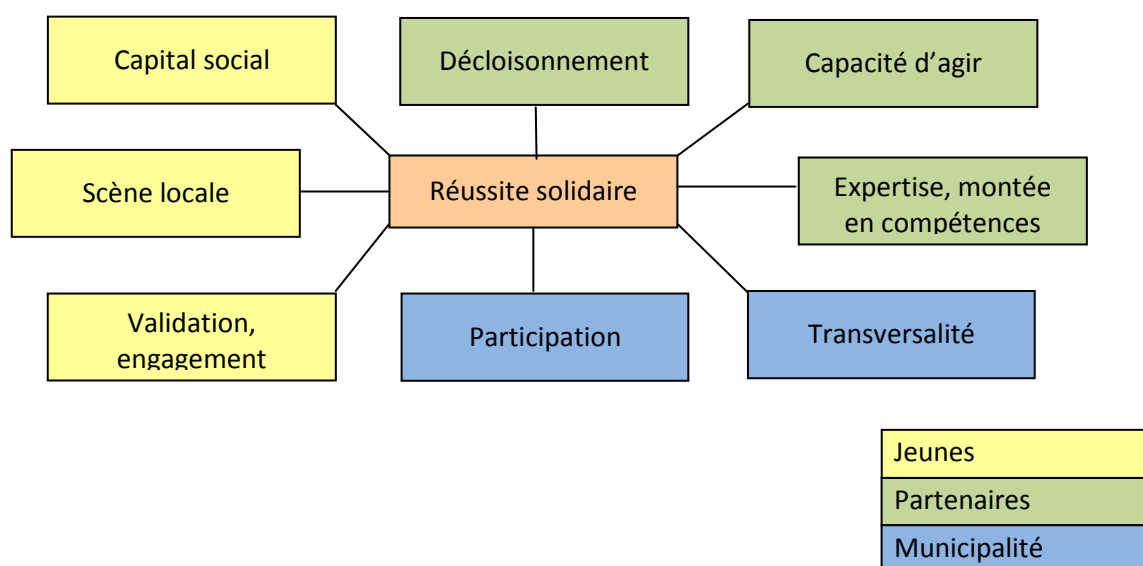 Capital social
Décloisonnement
Capacité d'agir
Scène locale
Réussite solidaire
Expertise, montée
en compétences
Validation,
engagement
Participation
Transversalité
Jeunes
Partenaires
Municipalité